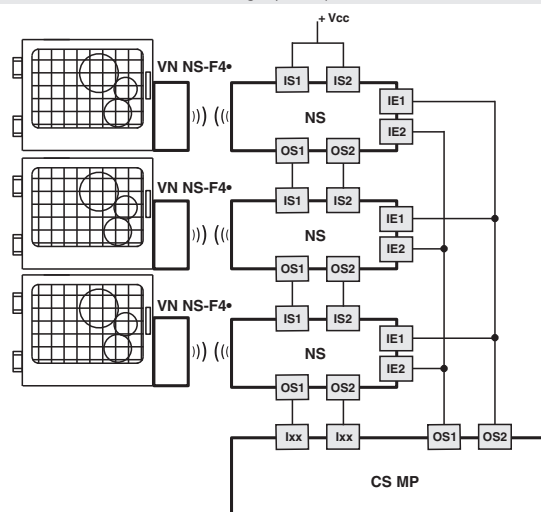 + Vcc
VN NS-F4•
IS1 IS2
IE1
NS
IE2
OS1 OS2
VN NS-F4•
IS1 IS2
IE1
NS
IE2
OS1 OS2
VN NS-F4•
IS1 IS2
IE1
NS
IE2
OS1 OS2
Ixx Ixx OS1 OS2
CS MP